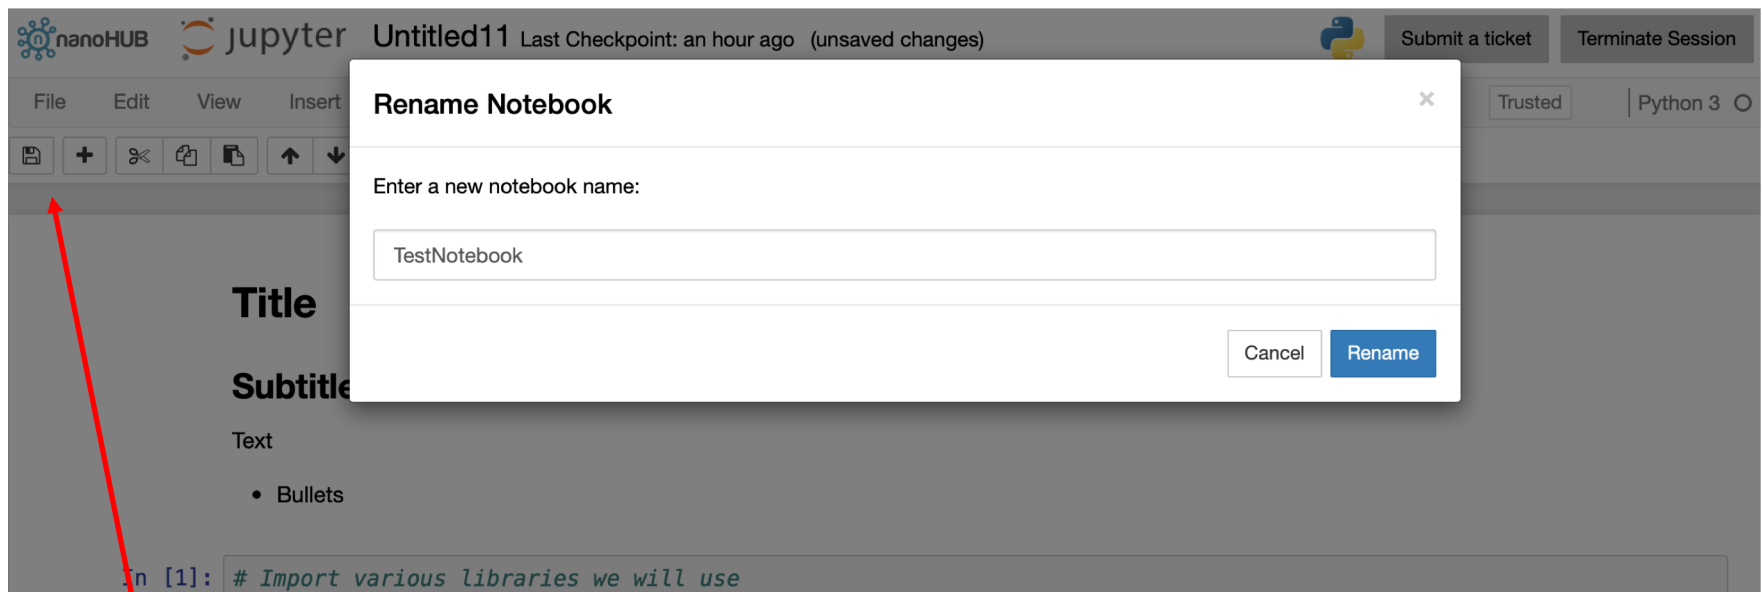 nanoHUB jupyter Untitled11 Last Checkpoint: an hour ago (unsaved changes) Submit a ticket Terminate Session
File Edit View Insert Trusted Python 3
Rename Notebook ×
Enter a new notebook name:
TestNotebook
Cancel Rename
Title
Subtitle
Text
• Bullets
In [1]: # Import various libraries we will use